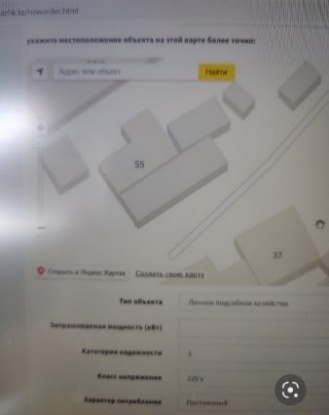 укажите местоположение объекта на этой карте более точно:
Адрес или объект
Найти
55
37
Открыть в Яндекс.Картах
Создать свою карту
Тип объекта
Личное подсобное хозяйство
Запрашиваемая мощность (кВт)
Категория надежности
3
Класс напряжения
220 в
Характер потребления
Постоянный